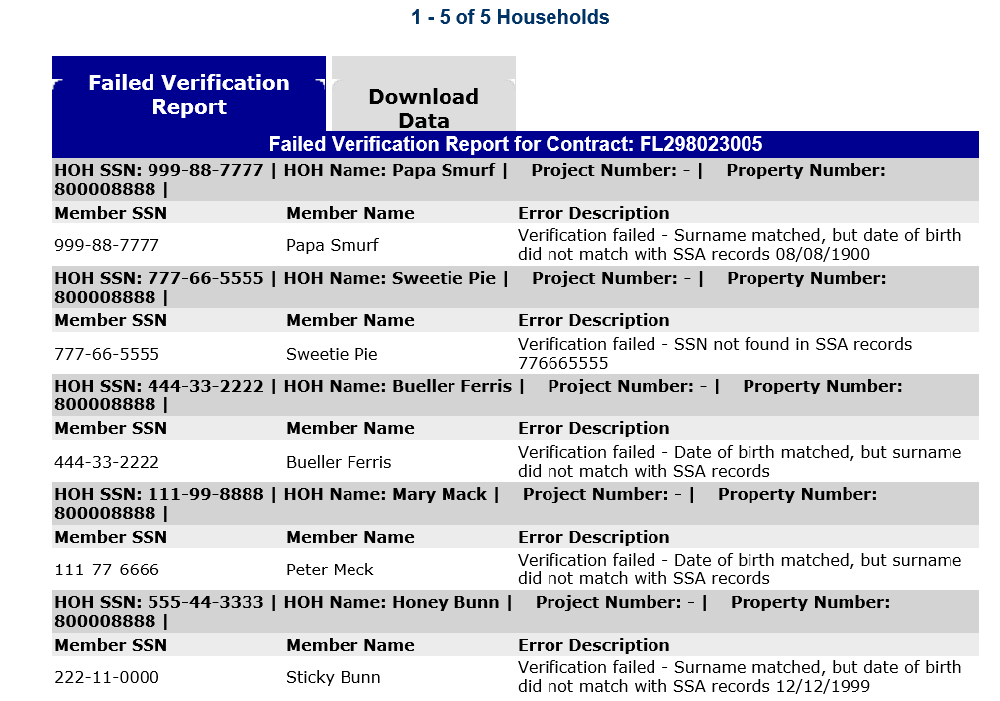 1 - 5 of 5 Households
Failed Verification
Report
Download
Data
Failed Verification Report for Contract: FL298023005
HOH SSN: 999-88-7777 | HOH Name: Papa Smurf | Project Number: - | Property Number:
800008888 |
Member SSN Member Name Error Description
999-88-7777 Papa Smurf Verification failed - Surname matched, but date of birth
did not match with SSA records 08/08/1900
HOH SSN: 777-66-5555 | HOH Name: Sweetie Pie | Project Number: - | Property Number:
800008888 |
Member SSN Member Name Error Description
777-66-5555 Sweetie Pie Verification failed - SSN not found in SSA records
776665555
HOH SSN: 444-33-2222 | HOH Name: Bueller Ferris | Project Number: - | Property Number:
800008888 |
Member SSN Member Name Error Description
444-33-2222 Bueller Ferris Verification failed - Date of birth matched, but surname
did not match with SSA records
HOH SSN: 111-99-8888 | HOH Name: Mary Mack | Project Number: - | Property Number:
800008888 |
Member SSN Member Name Error Description
111-77-6666 Peter Meck Verification failed - Date of birth matched, but surname
did not match with SSA records
HOH SSN: 555-44-3333 | HOH Name: Honey Bunn | Project Number: - | Property Number:
800008888 |
Member SSN Member Name Error Description
222-11-0000 Sticky Bunn Verification failed - Surname matched, but date of birth
did not match with SSA records 12/12/1999